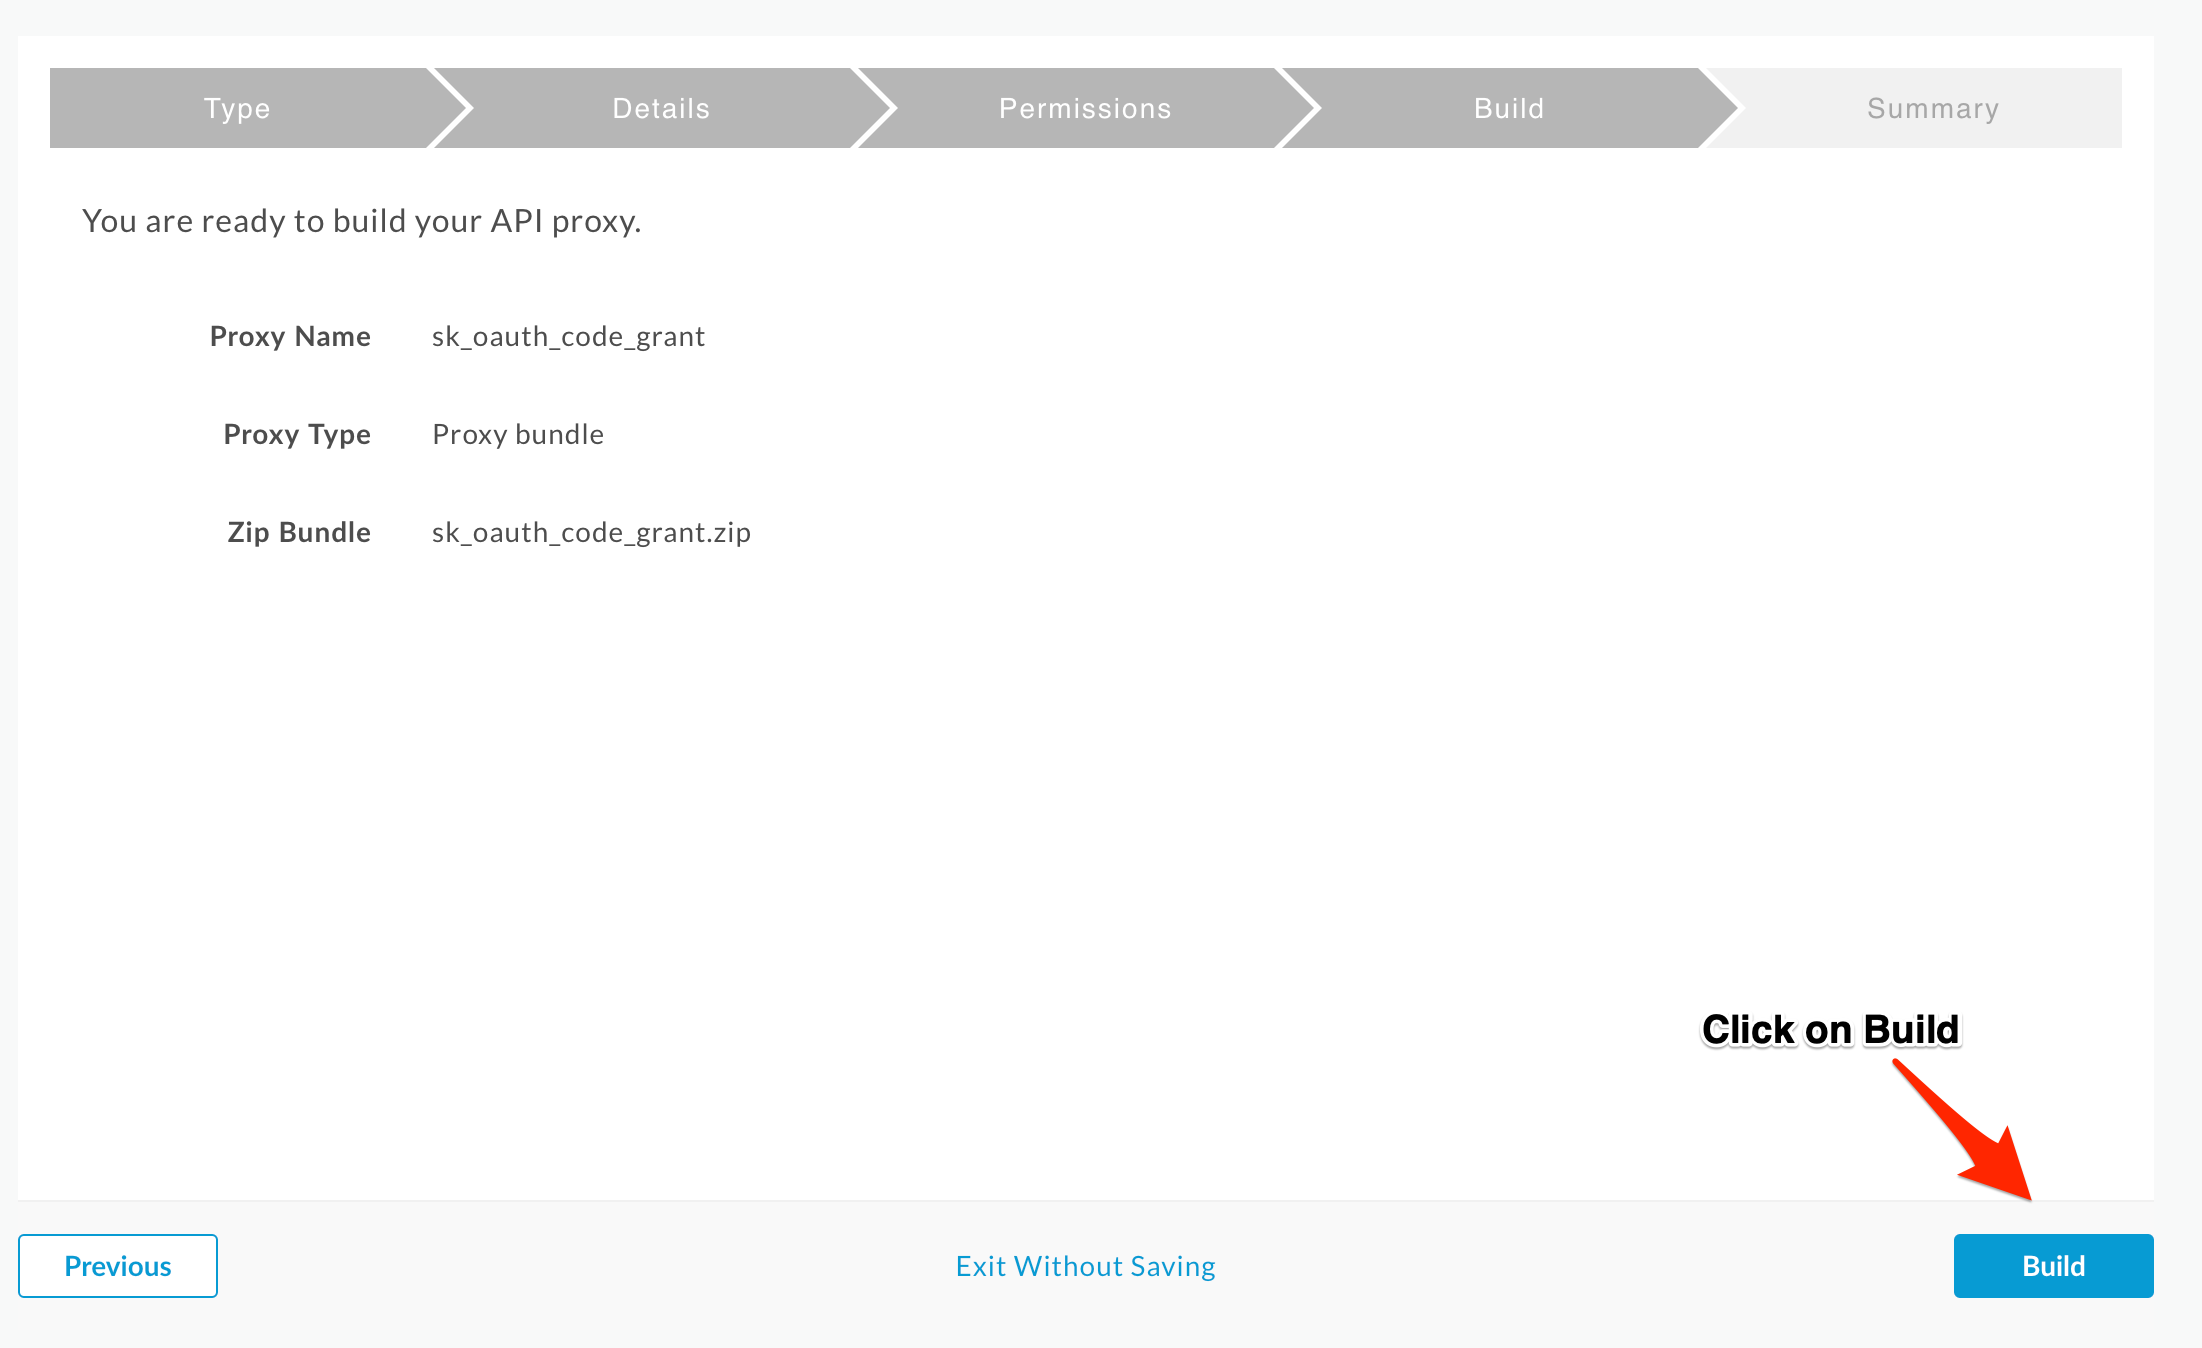 Type Details Permissions Build Summary
You are ready to build your API proxy.
Proxy Name sk_oauth_code_grant
Proxy Type Proxy bundle
Zip Bundle sk_oauth_code_grant.zip
Click on Build
Previous Exit Without Saving Build